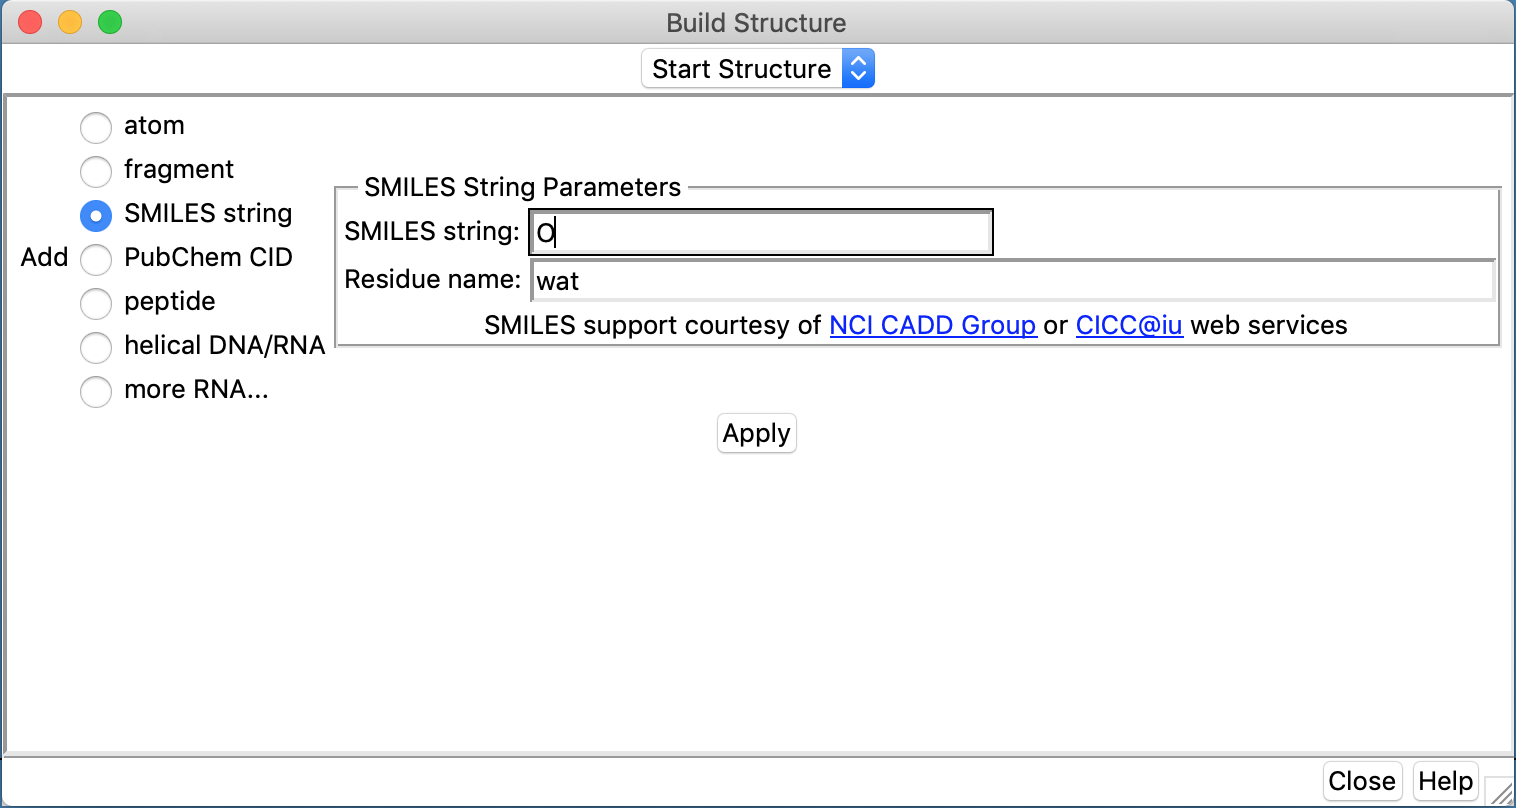 Build Structure
Start Structure
atom
fragment
SMILES string
Add
PubChem CID
peptide
helical DNA/RNA
more RNA...
SMILES String Parameters
SMILES string: O
Residue name: wat
SMILES support courtesy of NCI CADD Group or CICC@iu web services
Apply
Close Help